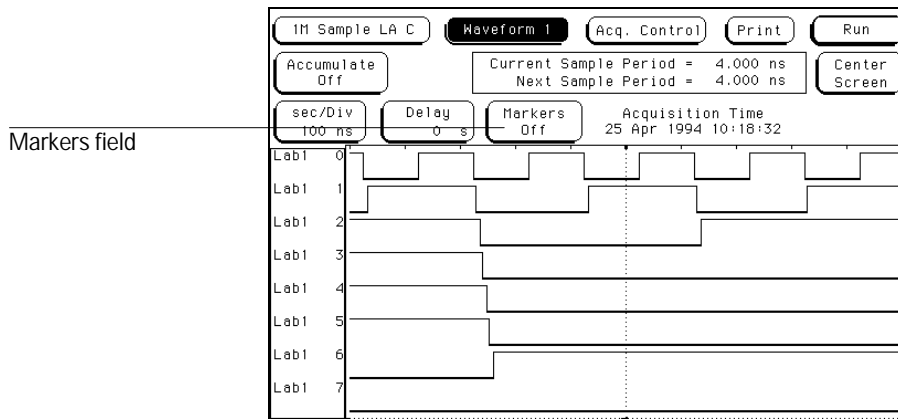 1M Sample LA C Waveform 1 Acq. Control Print Run
Accumulate Off
Current Sample Period = 4.000 ns
Next Sample Period = 4.000 ns
Center Screen
sec/Div 100 ns
Delay 0 s
Markers Off
Acquisition Time
25 Apr 1994 10:18:32
Markers field
Lab1 0
Lab1 1
Lab1 2
Lab1 3
Lab1 4
Lab1 5
Lab1 6
Lab1 7